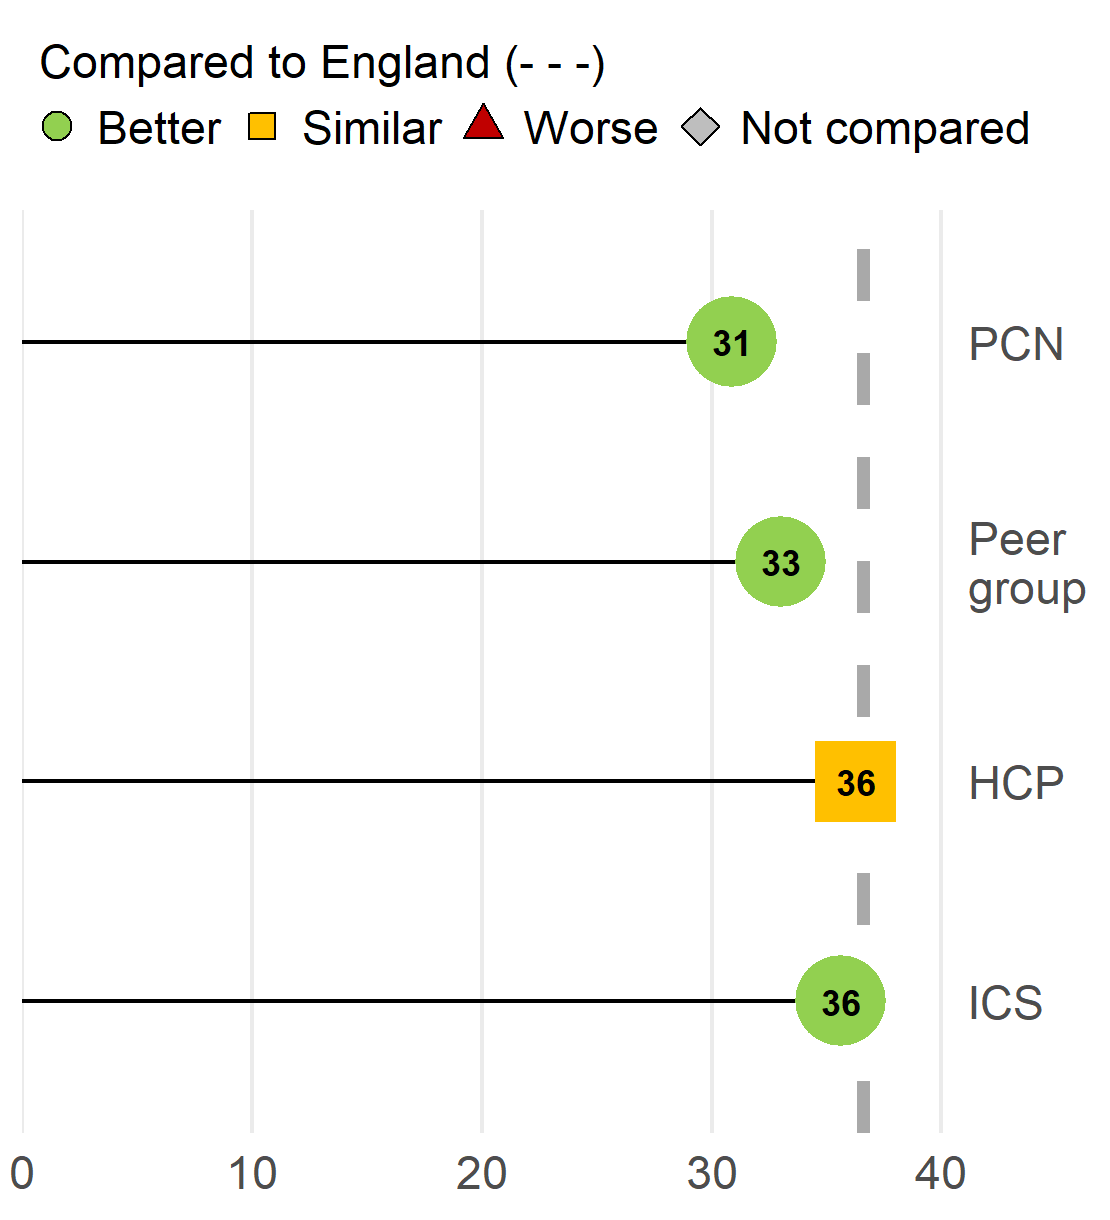 Compared to England (- - -)
Better Similar Worse Not compared
31 PCN
33 Peer
group
36 HCP
36 ICS
0 10 20 30 40